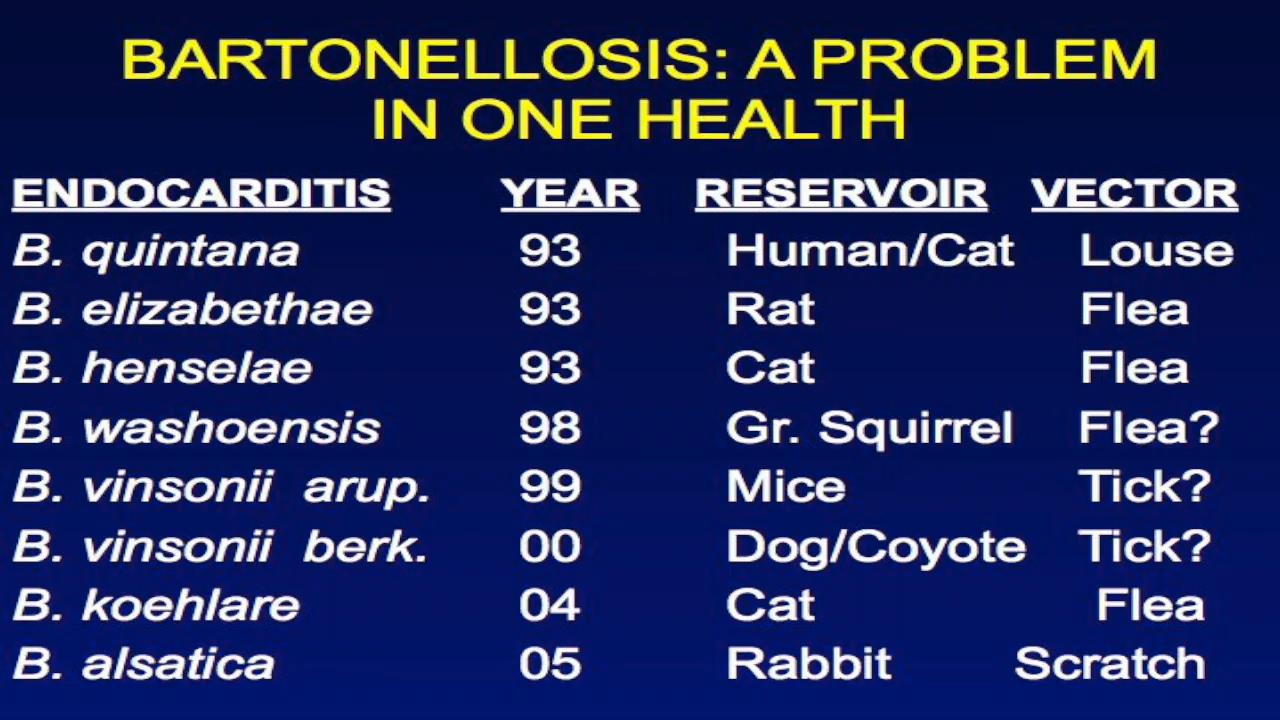 BARTONELLOSIS: A PROBLEM
IN ONE HEALTH
ENDOCARDITIS YEAR RESERVOIR VECTOR
B. quintana 93 Human/Cat Louse
B. elizabethae 93 Rat Flea
B. henselae 93 Cat Flea
B. washoensis 98 Gr. Squirrel Flea?
B. vinsonii arup. 99 Mice Tick?
B. vinsonii berk. 00 Dog/Coyote Tick?
B. koehlare 04 Cat Flea
B. alsatica 05 Rabbit Scratch